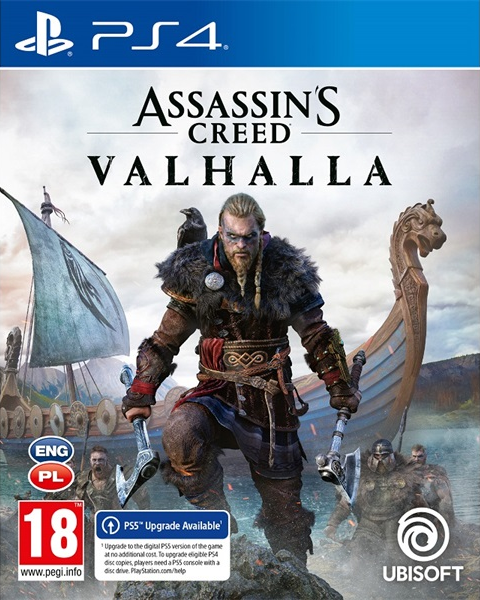 PS4
ASSASSIN'S
CREED
VALHALLA
ENG
PL
18
www.pegi.info
PS5™ Upgrade Available¹
¹ Upgrade to the digital PS5 version of the game
at no additional cost. To upgrade eligible PS4
disc copies, players need a PS5 console with a
disc drive. PlayStation.com/help
UBISOFT